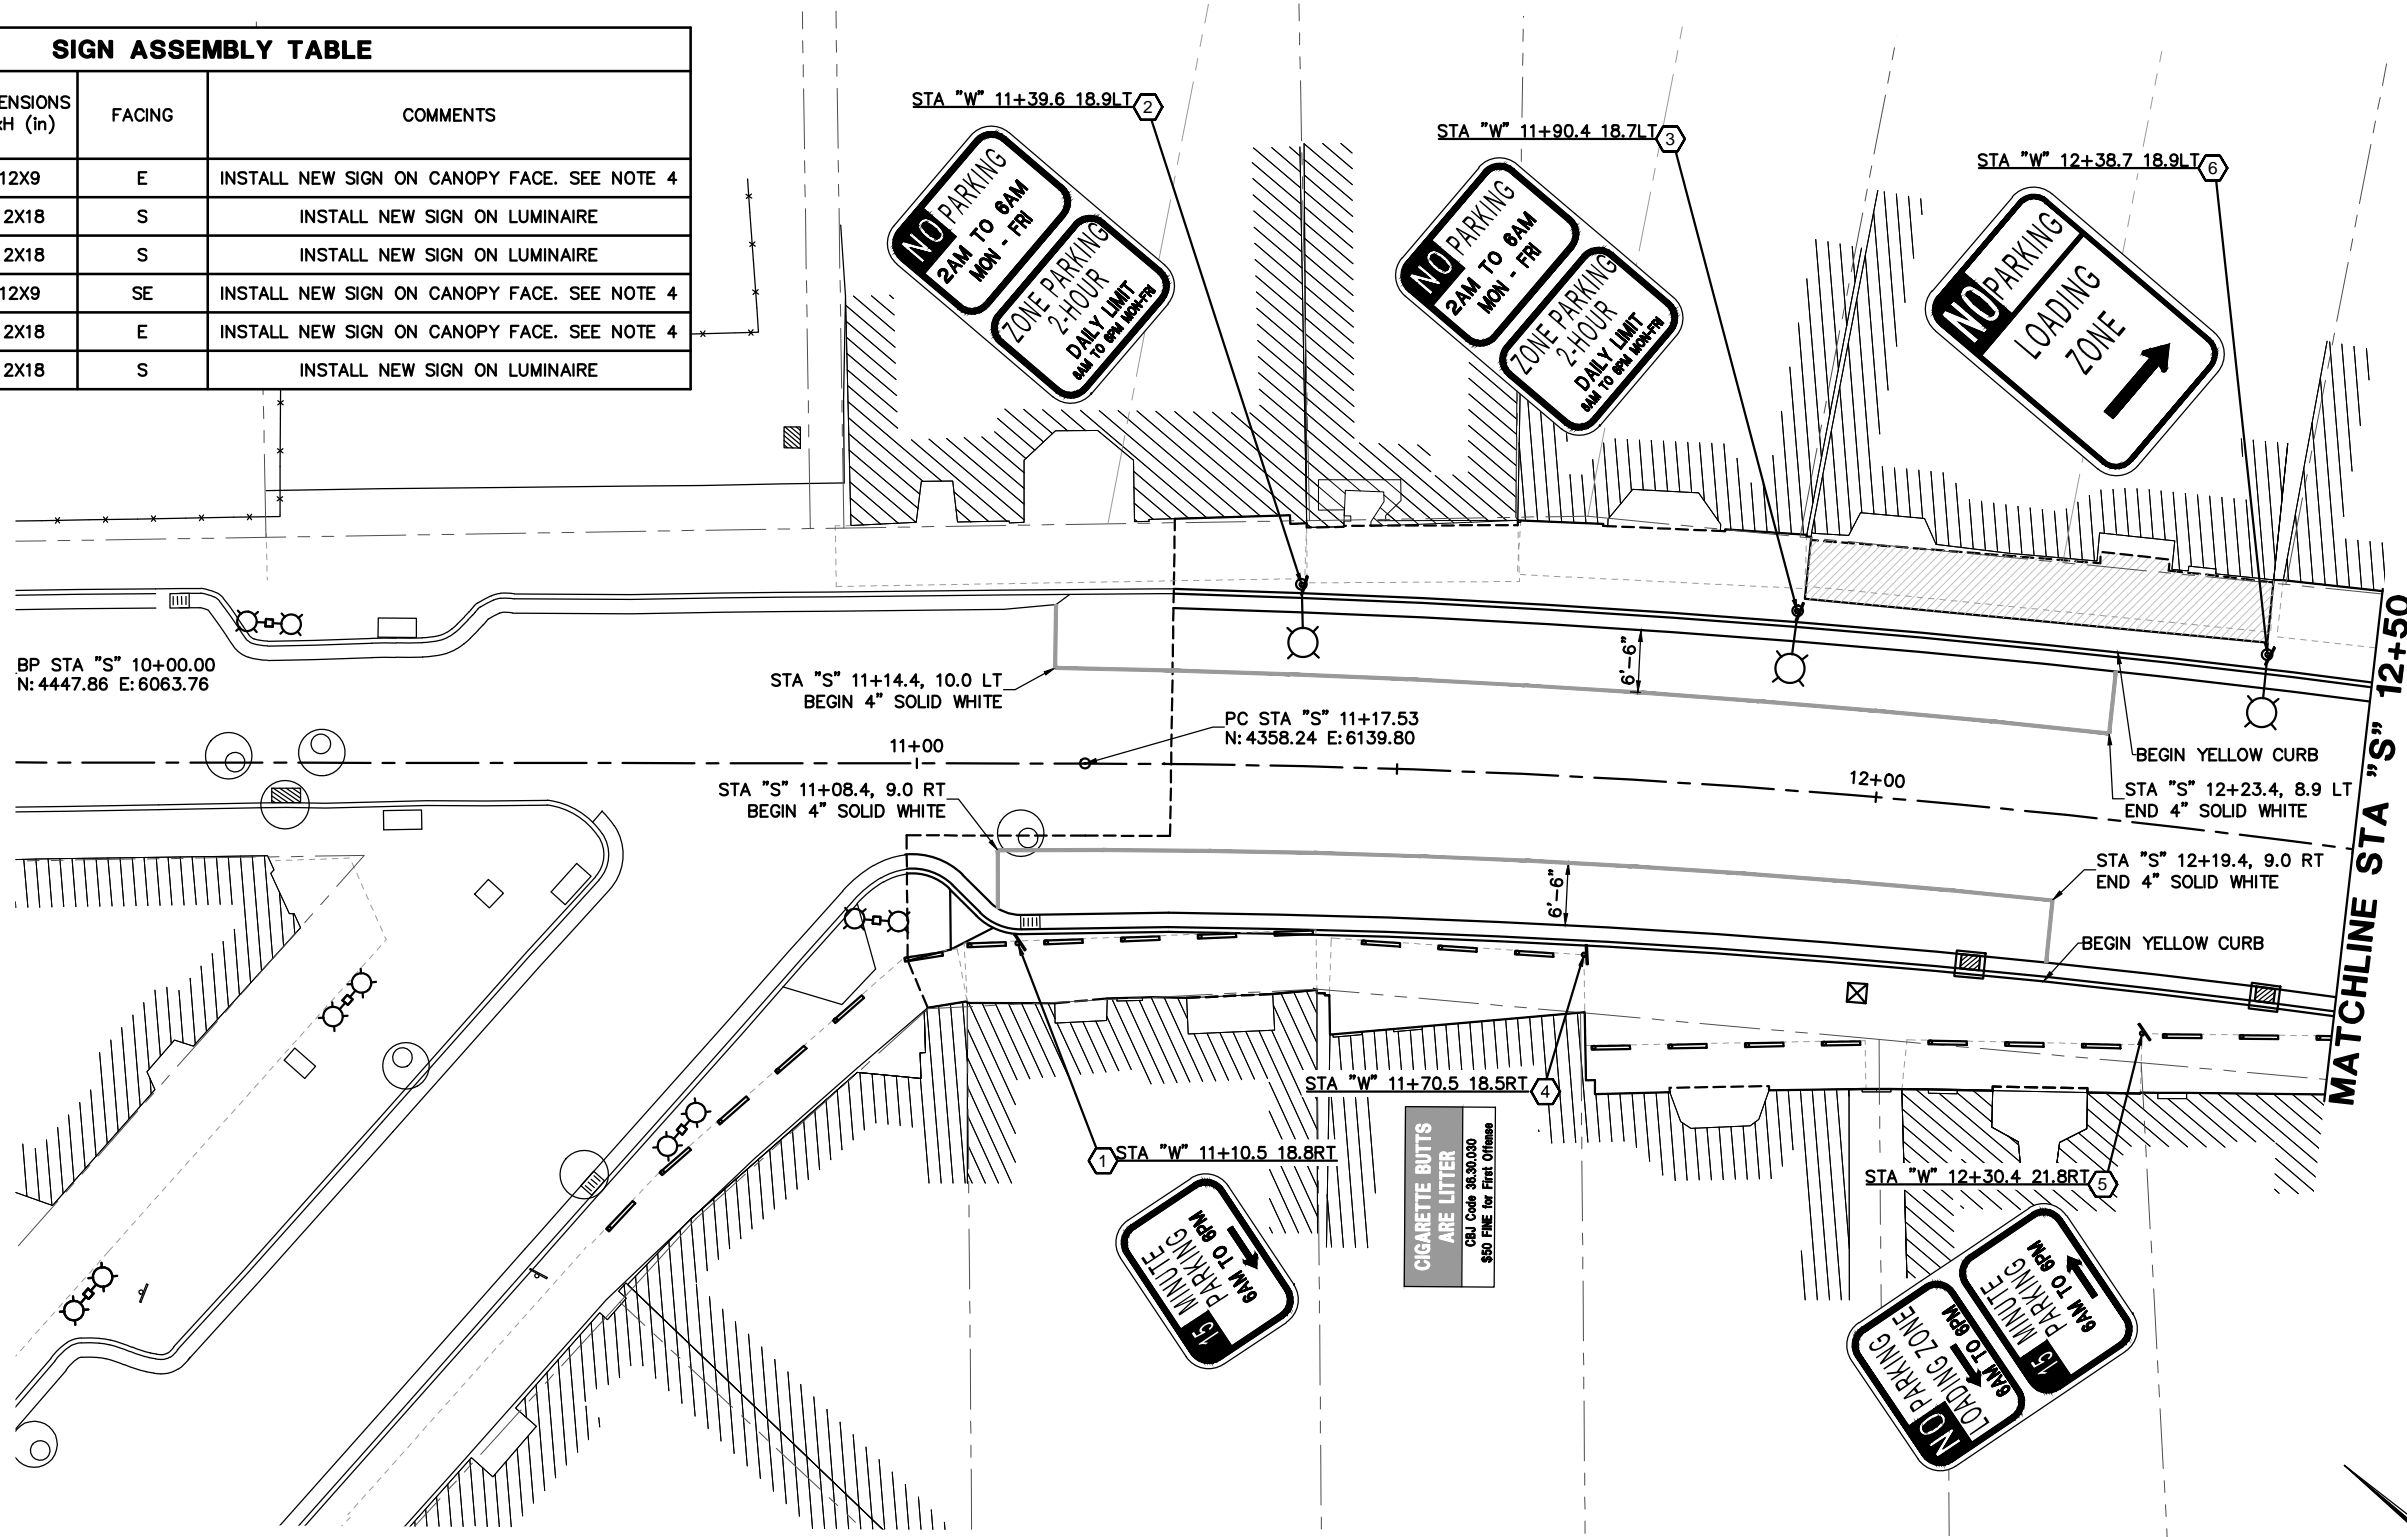 SIGN ASSEMBLY TABLE
ENSIONS
xH (in)
FACING
COMMENTS
12X9
E
INSTALL NEW SIGN ON CANOPY FACE. SEE NOTE 4
2X18
S
INSTALL NEW SIGN ON LUMINAIRE
2X18
S
INSTALL NEW SIGN ON LUMINAIRE
12X9
SE
INSTALL NEW SIGN ON CANOPY FACE. SEE NOTE 4
2X18
E
INSTALL NEW SIGN ON CANOPY FACE. SEE NOTE 4
2X18
S
INSTALL NEW SIGN ON LUMINAIRE
STA "W" 11+39.6 18.9LT
2
NO PARKING
2AM TO 6AM
MON - FRI
ZONE PARKING
2-HOUR
DAILY LIMIT
8AM TO 6PM MON-FRI
STA "W" 11+90.4 18.7LT
3
NO PARKING
2AM TO 6AM
MON - FRI
ZONE PARKING
2-HOUR
DAILY LIMIT
8AM TO 6PM MON-FRI
STA "W" 12+38.7 18.9LT
6
NO PARKING
LOADING
ZONE
BP STA "S" 10+00.00
N:4447.86 E:6063.76
STA "S" 11+14.4, 10.0 LT
BEGIN 4" SOLID WHITE
6'-6"
PC STA "S" 11+17.53
N:4358.24 E:6139.80
11+00
12+00
BEGIN YELLOW CURB
STA "S" 11+08.4, 9.0 RT
BEGIN 4" SOLID WHITE
STA "S" 12+23.4, 8.9 LT
END 4" SOLID WHITE
MATCHLINE STA "S" 12+50
6'-6"
STA "S" 12+19.4, 9.0 RT
END 4" SOLID WHITE
BEGIN YELLOW CURB
STA "W" 11+70.5 18.5RT
4
CIGARETTE BUTTS
ARE LITTER
CBJ Code 36.30.030
$50 FINE for First Offense
1
STA "W" 11+10.5 18.8RT
15 MINUTE
PARKING
6AM TO 6PM
STA "W" 12+30.4 21.8RT
5
NO PARKING
LOADING ZONE
6AM TO 6PM
15 MINUTE
PARKING
6AM TO 6PM